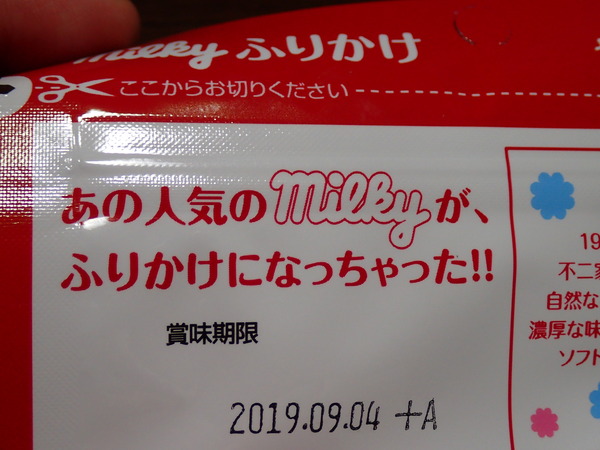 Milky ふりかけ
ここからお切りください
あの人気のMilkyが、
ふりかけになっちゃった!!
賞味期限
2019.09.04 +A
19
不二家
自然な
濃厚な味
ソフト